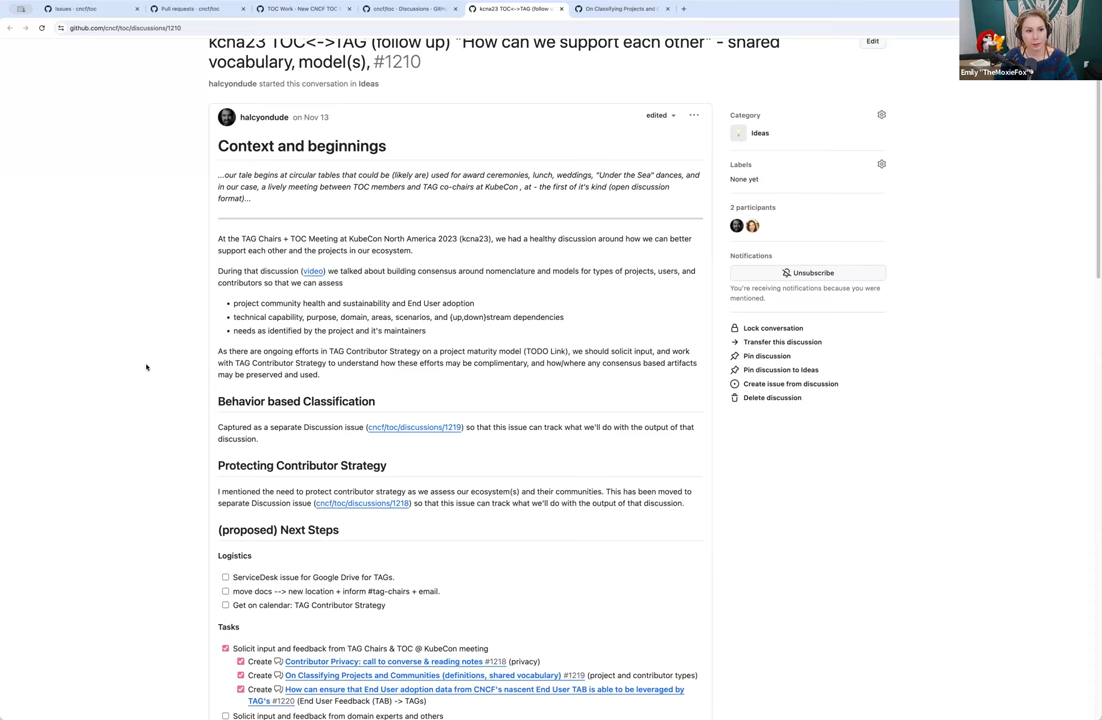 Issues · cncf/toc
Pull requests · cncf/toc
TOC Work · New CNCF TOC
cncf/toc · Discussions · GitHub
kcna23 TOC<->TAG (follow u
On Classifying Projects and C
github.com/cncf/toc/discussions/1210
kcna23 TOC<->TAG (follow up) "How can we support each other" - shared
vocabulary, model(s), #1210
Edit
halcyondude started this conversation in Ideas
halcyondude on Nov 13
edited
Context and beginnings
...our tale begins at circular tables that could be (likely are) used for award ceremonies, lunch, weddings, "Under the Sea" dances, and
in our case, a lively meeting between TOC members and TAG co-chairs at KubeCon , at - the first of it's kind (open discussion
format)...
At the TAG Chairs + TOC Meeting at KubeCon North America 2023 (kcna23), we had a healthy discussion around how we can better
support each other and the projects in our ecosystem.
During that discussion (video) we talked about building consensus around nomenclature and models for types of projects, users, and
contributors so that we can assess
• project community health and sustainability and End User adoption
• technical capability, purpose, domain, areas, scenarios, and {up,down}stream dependencies
• needs as identified by the project and it's maintainers
As there are ongoing efforts in TAG Contributor Strategy on a project maturity model (TODO Link), we should solicit input, and work
with TAG Contributor Strategy to understand how these efforts may be complimentary, and how/where any consensus based artifacts
may be preserved and used.
Behavior based Classification
Captured as a separate Discussion issue (cncf/toc/discussions/1219) so that this issue can track what we'll do with the output of that
discussion.
Protecting Contributor Strategy
I mentioned the need to protect contributor strategy as we assess our ecosystem(s) and their communities. This has been moved to
separate Discussion issue (cncf/toc/discussions/1218) so that this issue can track what we'll do with the output of that discussion.
(proposed) Next Steps
Logistics
ServiceDesk issue for Google Drive for TAGs.
move docs --> new location + inform #tag-chairs + email.
Get on calendar: TAG Contributor Strategy
Tasks
Solicit input and feedback from TAG Chairs & TOC @ KubeCon meeting
Create Contributor Privacy: call to converse & reading notes #1218 (privacy)
Create On Classifying Projects and Communities (definitions, shared vocabulary) #1219 (project and contributor types)
Create How can ensure that End User adoption data from CNCF's nascent End User TAB is able to be leveraged by
TAG's #1220 (End User Feedback (TAB) -> TAGs)
Solicit input and feedback from domain experts and others
Category
Ideas
Labels
None yet
2 participants
Notifications
Unsubscribe
You're receiving notifications because you were
mentioned.
Lock conversation
Transfer this discussion
Pin discussion
Pin discussion to Ideas
Create issue from discussion
Delete discussion
Emily "TheMoxieFox"